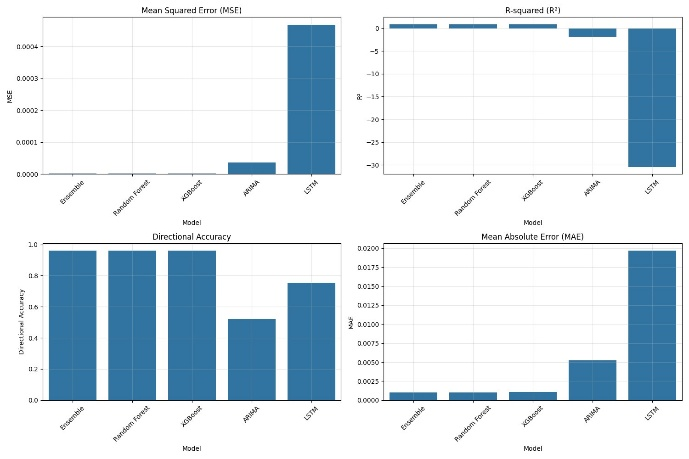 Mean Squared Error (MSE)
0.0004
0.0003
0.0002
0.0001
0.0000
MSE
Ensemble
Random Forest
XGBoost
ARIMA
LSTM
Model
R-squared (R²)
0
−5
−10
−15
−20
−25
−30
R²
Ensemble
Random Forest
XGBoost
ARIMA
LSTM
Model
Directional Accuracy
1.0
0.8
0.6
0.4
0.2
0.0
Directional Accuracy
Ensemble
Random Forest
XGBoost
ARIMA
LSTM
Model
Mean Absolute Error (MAE)
0.0200
0.0175
0.0150
0.0125
0.0100
0.0075
0.0050
0.0025
0.0000
MAE
Ensemble
Random Forest
XGBoost
ARIMA
LSTM
Model